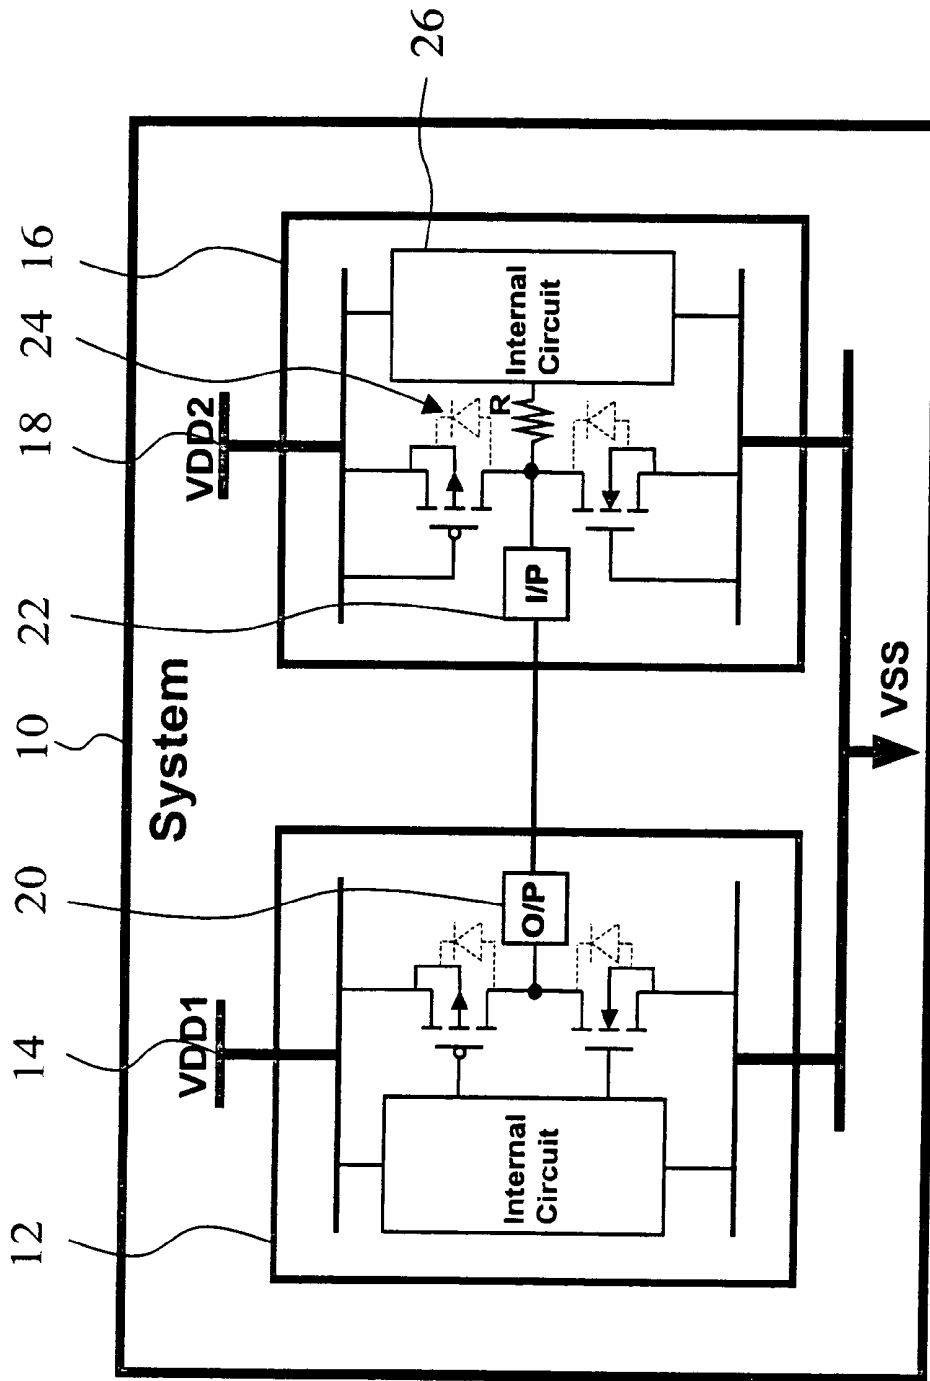 12
14
20
10
22
18
24
16
26
System
VDD1
VDD2
Internal
Circuit
O/P
I/P
R
Internal
Circuit
VSS